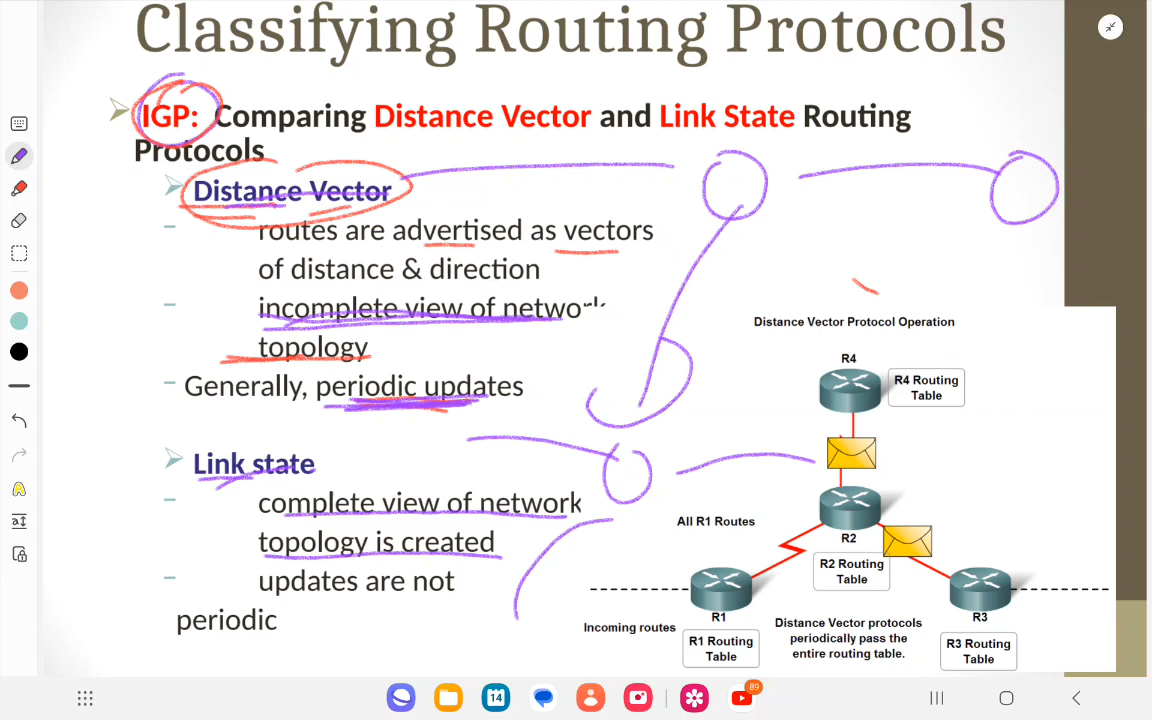 Classifying Routing Protocols
IGP: Comparing Distance Vector and Link State Routing
Protocols
Distance Vector
routes are advertised as vectors
of distance & direction
incomplete view of network
topology
Generally, periodic updates
Link state
complete view of network
topology is created
updates are not
periodic
Distance Vector Protocol Operation
R4
R4 Routing
Table
All R1 Routes
R2
R2 Routing
Table
R1
R3
Incoming routes
R1 Routing
Table
Distance Vector protocols
periodically pass the
entire routing table.
R3 Routing
Table
14
89